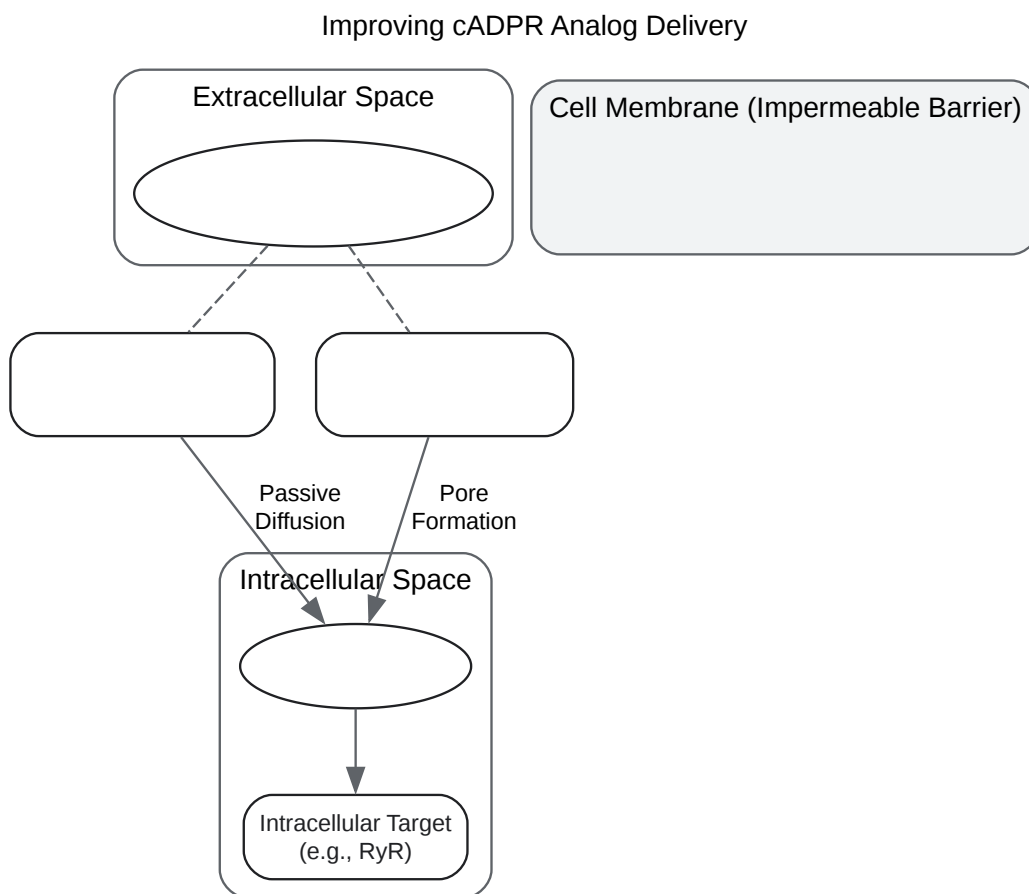 Improving cADPR Analog Delivery
Extracellular Space
Cell Membrane (Impermeable Barrier)
Passive
Diffusion
Pore
Formation
Intracellular Space
Intracellular Target
(e.g., RyR)